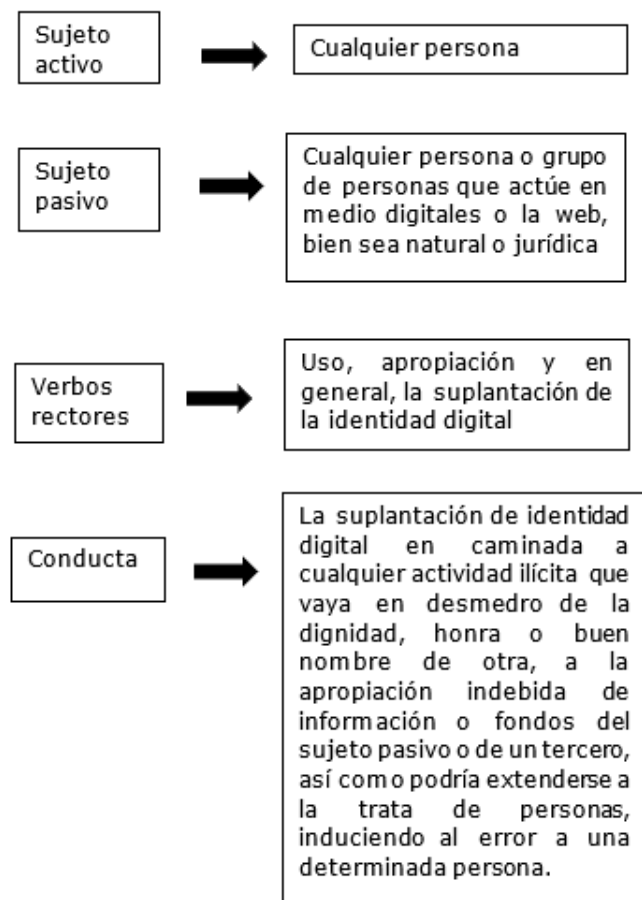 Sujeto
activo
Cualquier persona
Sujeto
pasivo
Cualquier persona o grupo
de personas que actúe en
medio digitales o la web,
bien sea natural o jurídica
Verbos
rectores
Uso, apropiación y en
general, la suplantación de
la identidad digital
Conducta
La suplantación de identidad
digital en caminada a
cualquier actividad ilícita que
vaya en desmedro de la
dignidad, honra o buen
nombre de otra, a la
apropiación indebida de
información o fondos del
sujeto pasivo o de un tercero,
así como podría extenderse a
la trata de personas,
induciendo al error a una
determinada persona.